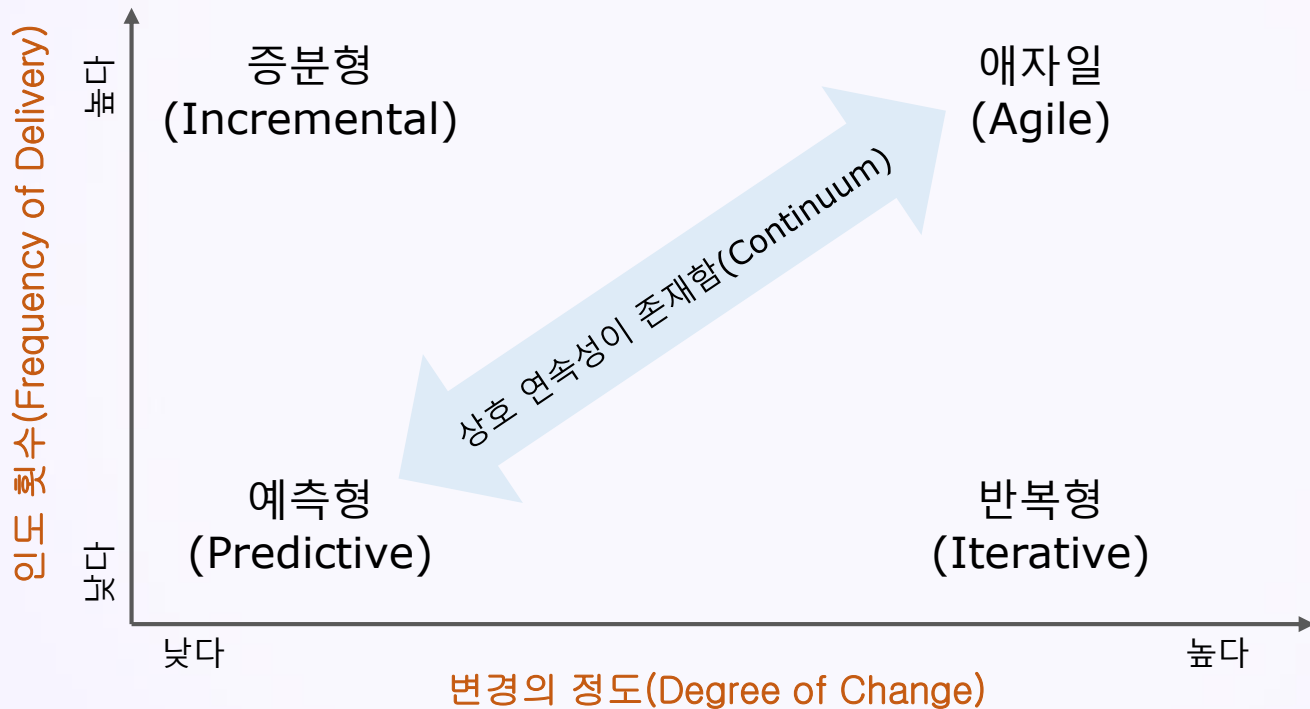 인도 횟수(Frequency of Delivery)
높다
낮다
증분형
(Incremental)
애자일
(Agile)
상호 연속성이 존재함(Continuum)
예측형
(Predictive)
반복형
(Iterative)
낮다
높다
변경의 정도(Degree of Change)